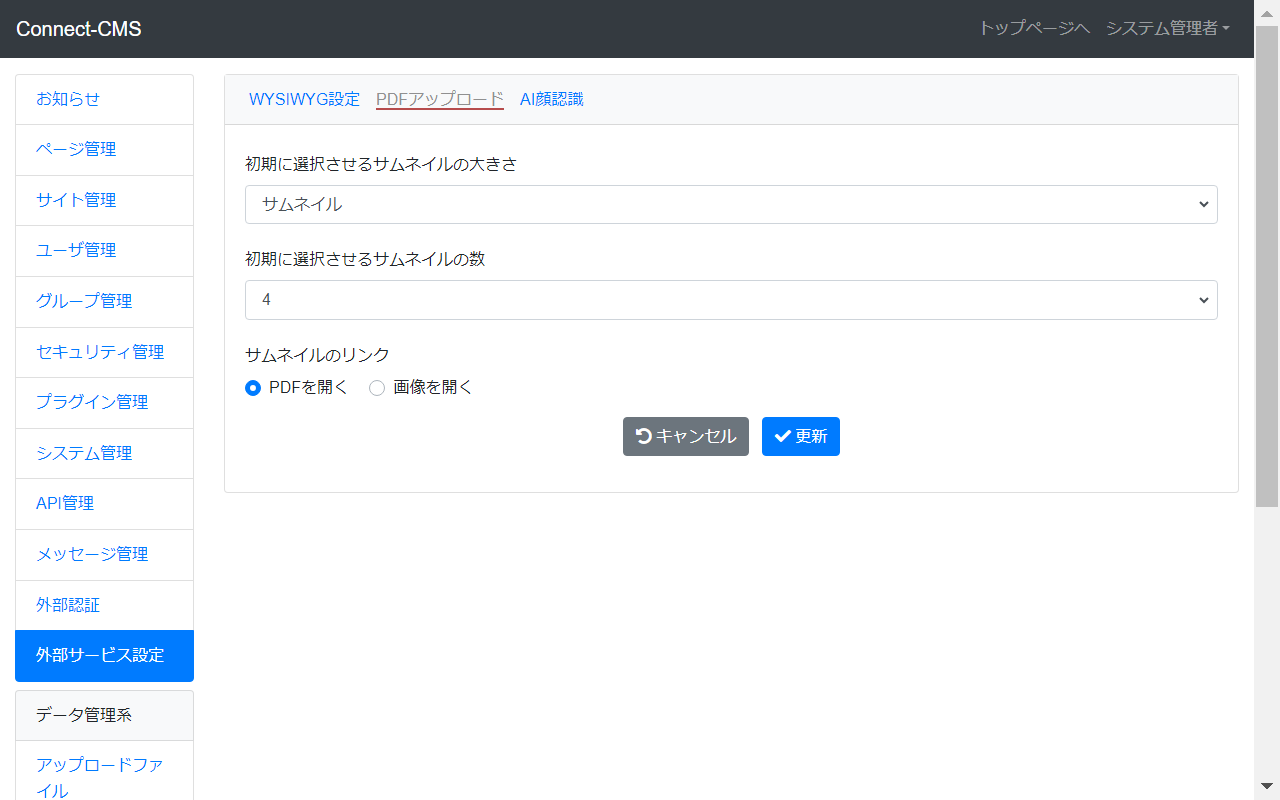 Connect-CMS
トップページへ システム管理者
お知らせ
ページ管理
サイト管理
ユーザ管理
グループ管理
セキュリティ管理
プラグイン管理
システム管理
API管理
メッセージ管理
外部認証
外部サービス設定
データ管理系
アップロードファ
イル
WYSIWYG設定 PDFアップロード AI顔認識
初期に選択させるサムネイルの大きさ
サムネイル
初期に選択させるサムネイルの数
4
サムネイルのリンク
PDFを開く 画像を開く
キャンセル 更新